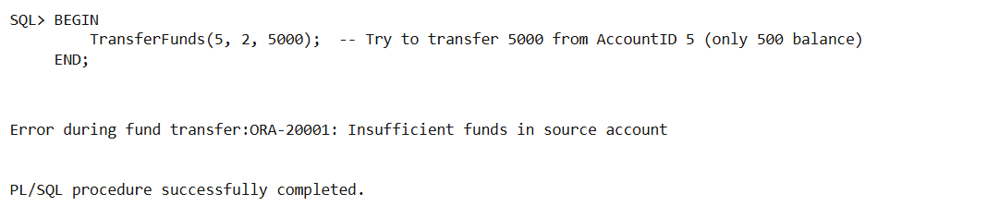 SQL> BEGIN
TransferFunds(5, 2, 5000);  -- Try to transfer 5000 from AccountID 5 (only 500 balance)
END;
Error during fund transfer:ORA-20001: Insufficient funds in source account
PL/SQL procedure successfully completed.